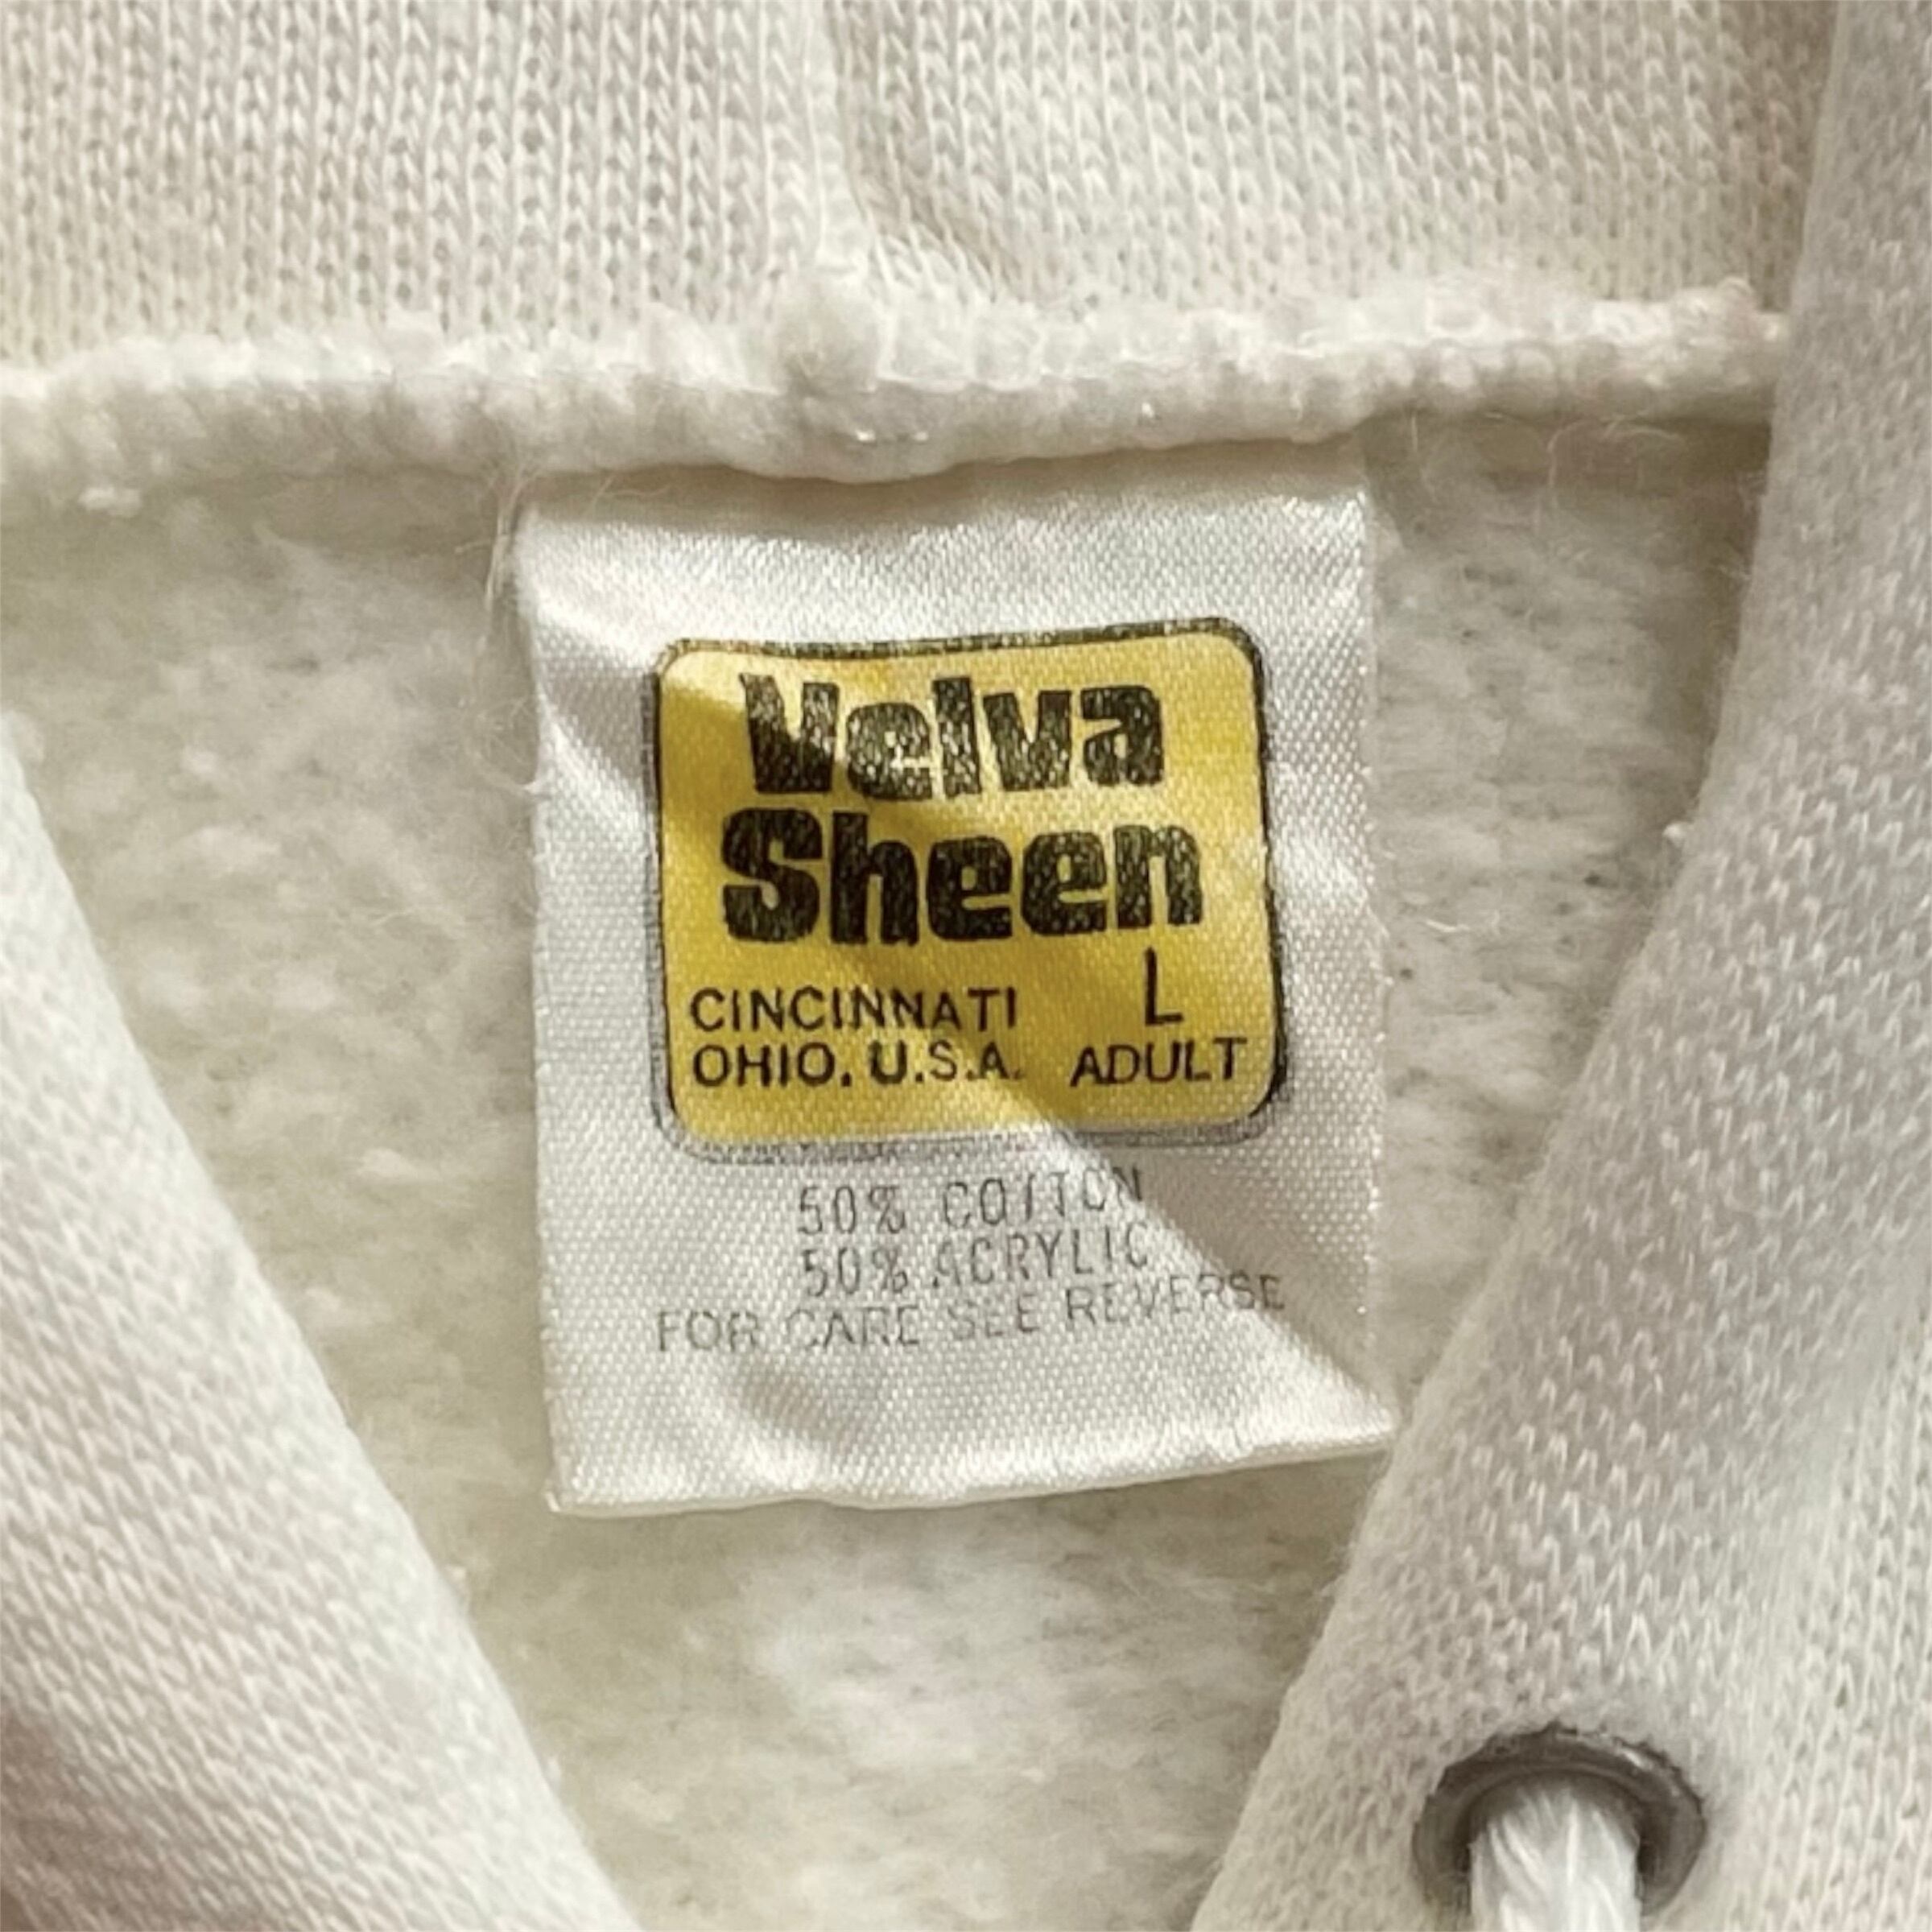 Velva
Sheen
CINCINNATI L
OHIO, U.S.A. ADULT
50% COTTON
50% ACRYLIC
FOR CARE SEE REVERSE